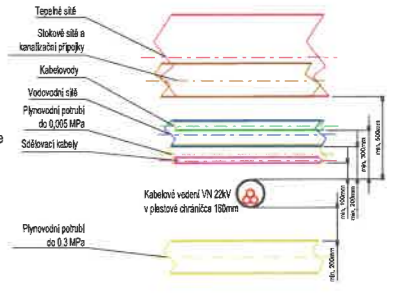 Tepelné sítě
Stokové sítě a
kanalizační přípojky
Kabelovody
Vodovodní sítě
Plynovodní potrubí
do 0,005 MPa
e
Sdělovací kabely
min. 600mm
min. 300mm
min. 100mm
min. 200mm
Kabelové vedení VN 22kV
v plastové chráničce 160mm
Plynovodní potrubí
do 0.3 MPa
min. 200mm